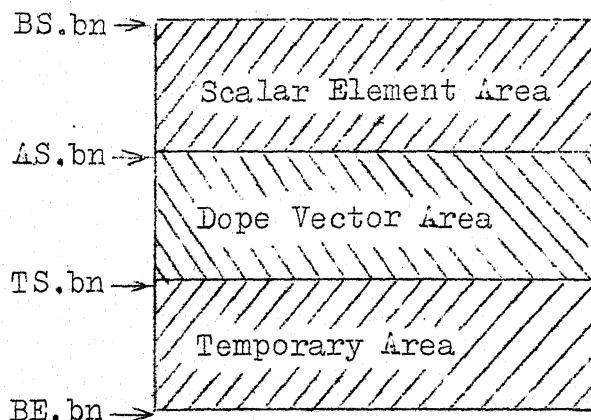 BS.bn
Scalar Element Area
AS.bn
Dope Vector Area
TS.bn
Temporary Area
BE.bn